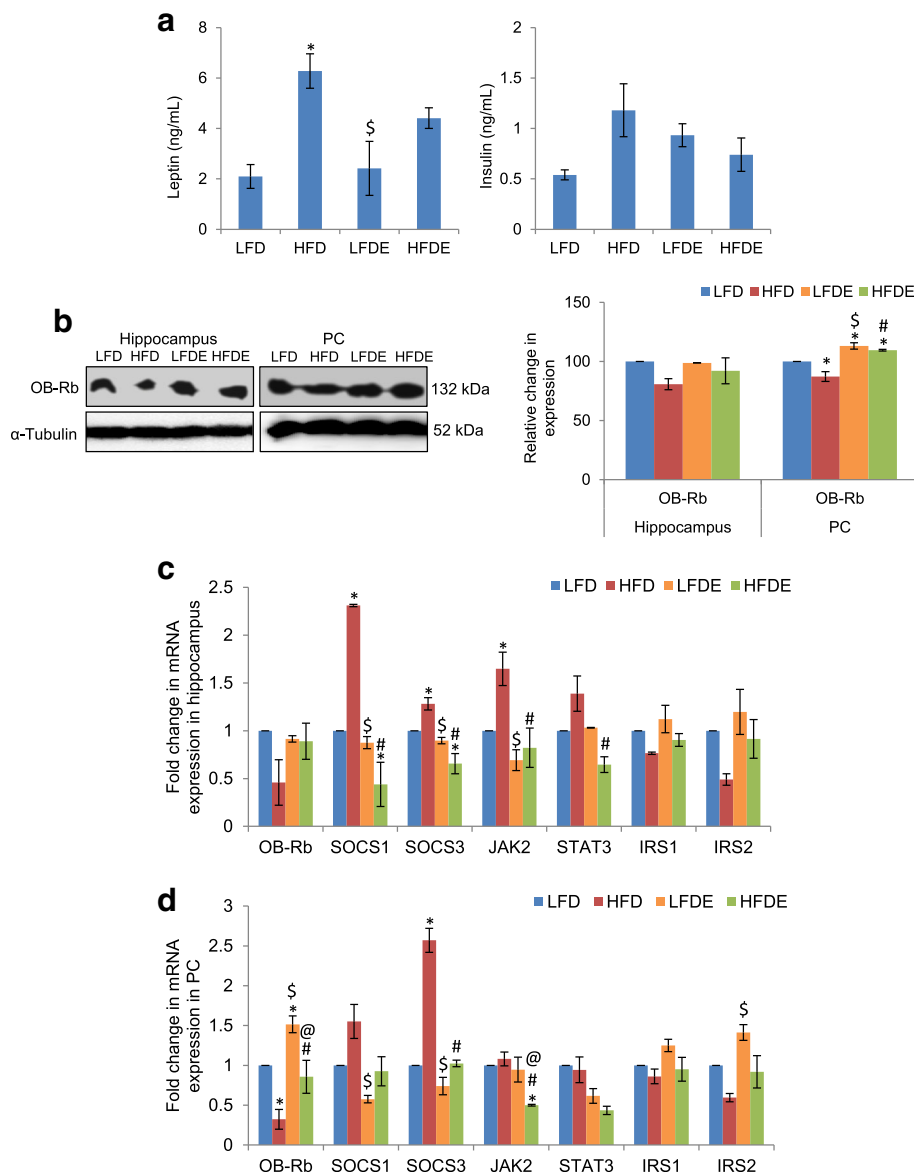 a
8
6
4
2
0
Leptin (ng/mL)
*
$
LFD HFD LFDE HFDE
2
1.5
1
0.5
0
Insulin (ng/mL)
LFD HFD LFDE HFDE
b
Hippocampus
LFD HFD LFDE HFDE
PC
LFD HFD LFDE HFDE
OB-Rb
132 kDa
α-Tubulin
52 kDa
LFD HFD LFDE HFDE
150
100
50
0
Relative change in
expression
*
$
*
#
*
OB-Rb OB-Rb
Hippocampus PC
c
LFD HFD LFDE HFDE
2.5
2
1.5
1
0.5
0
Fold change in mRNA
expression in hippocampus
*
$
#
*
*
$
#
*
*
$
#
#
OB-Rb SOCS1 SOCS3 JAK2 STAT3 IRS1 IRS2
d
LFD HFD LFDE HFDE
3
2.5
2
1.5
1
0.5
0
Fold change in mRNA
expression in PC
*
$
*
@
#
$
*
$
#
@
#
*
$
OB-Rb SOCS1 SOCS3 JAK2 STAT3 IRS1 IRS2